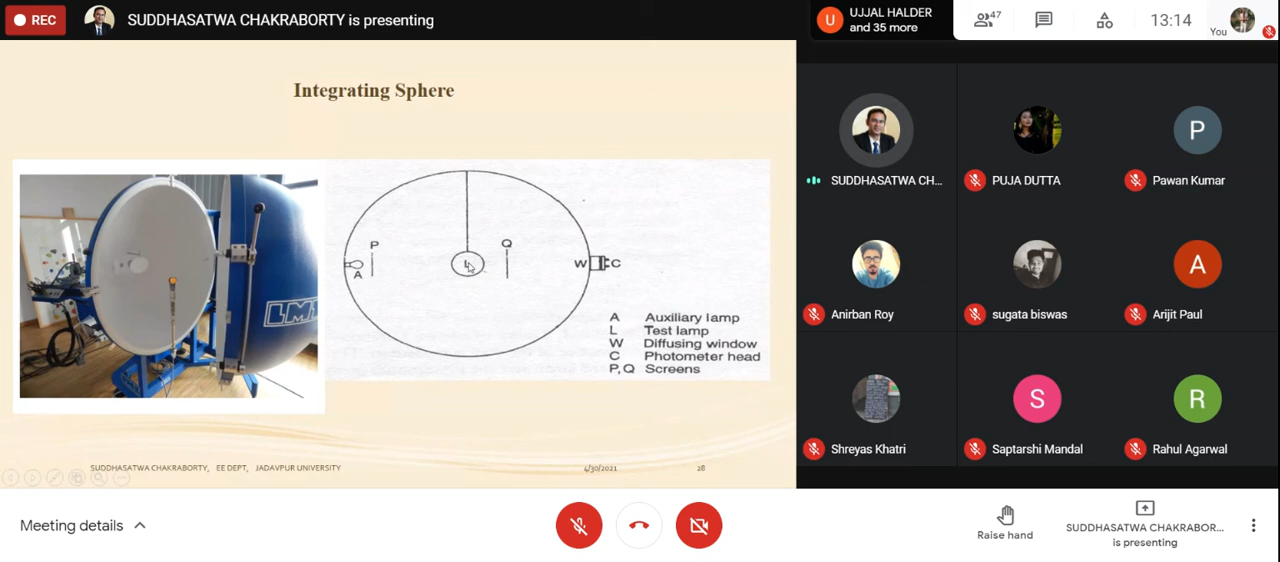 REC
SUDDHASATWA CHAKRABORTY is presenting
U
UJJAL HALDER
and 35 more
47
13:14
You
Integrating Sphere
LM
P
A
L
Q
W
C
A Auxiliary lamp
L Test lamp
W Diffusing window
C Photometer head
P,Q Screens
SUDDHASATWA CHAKRABORTY, EE DEPT, JADAVPUR UNIVERSITY
4/30/2021
28
SUDDHASATWA CH...
PUJA DUTTA
P
Pawan Kumar
Anirban Roy
sugata biswas
A
Arijit Paul
Shreyas Khatri
S
Saptarshi Mandal
R
Rahul Agarwal
Meeting details
Raise hand
SUDDHASATWA CHAKRABOR...
is presenting